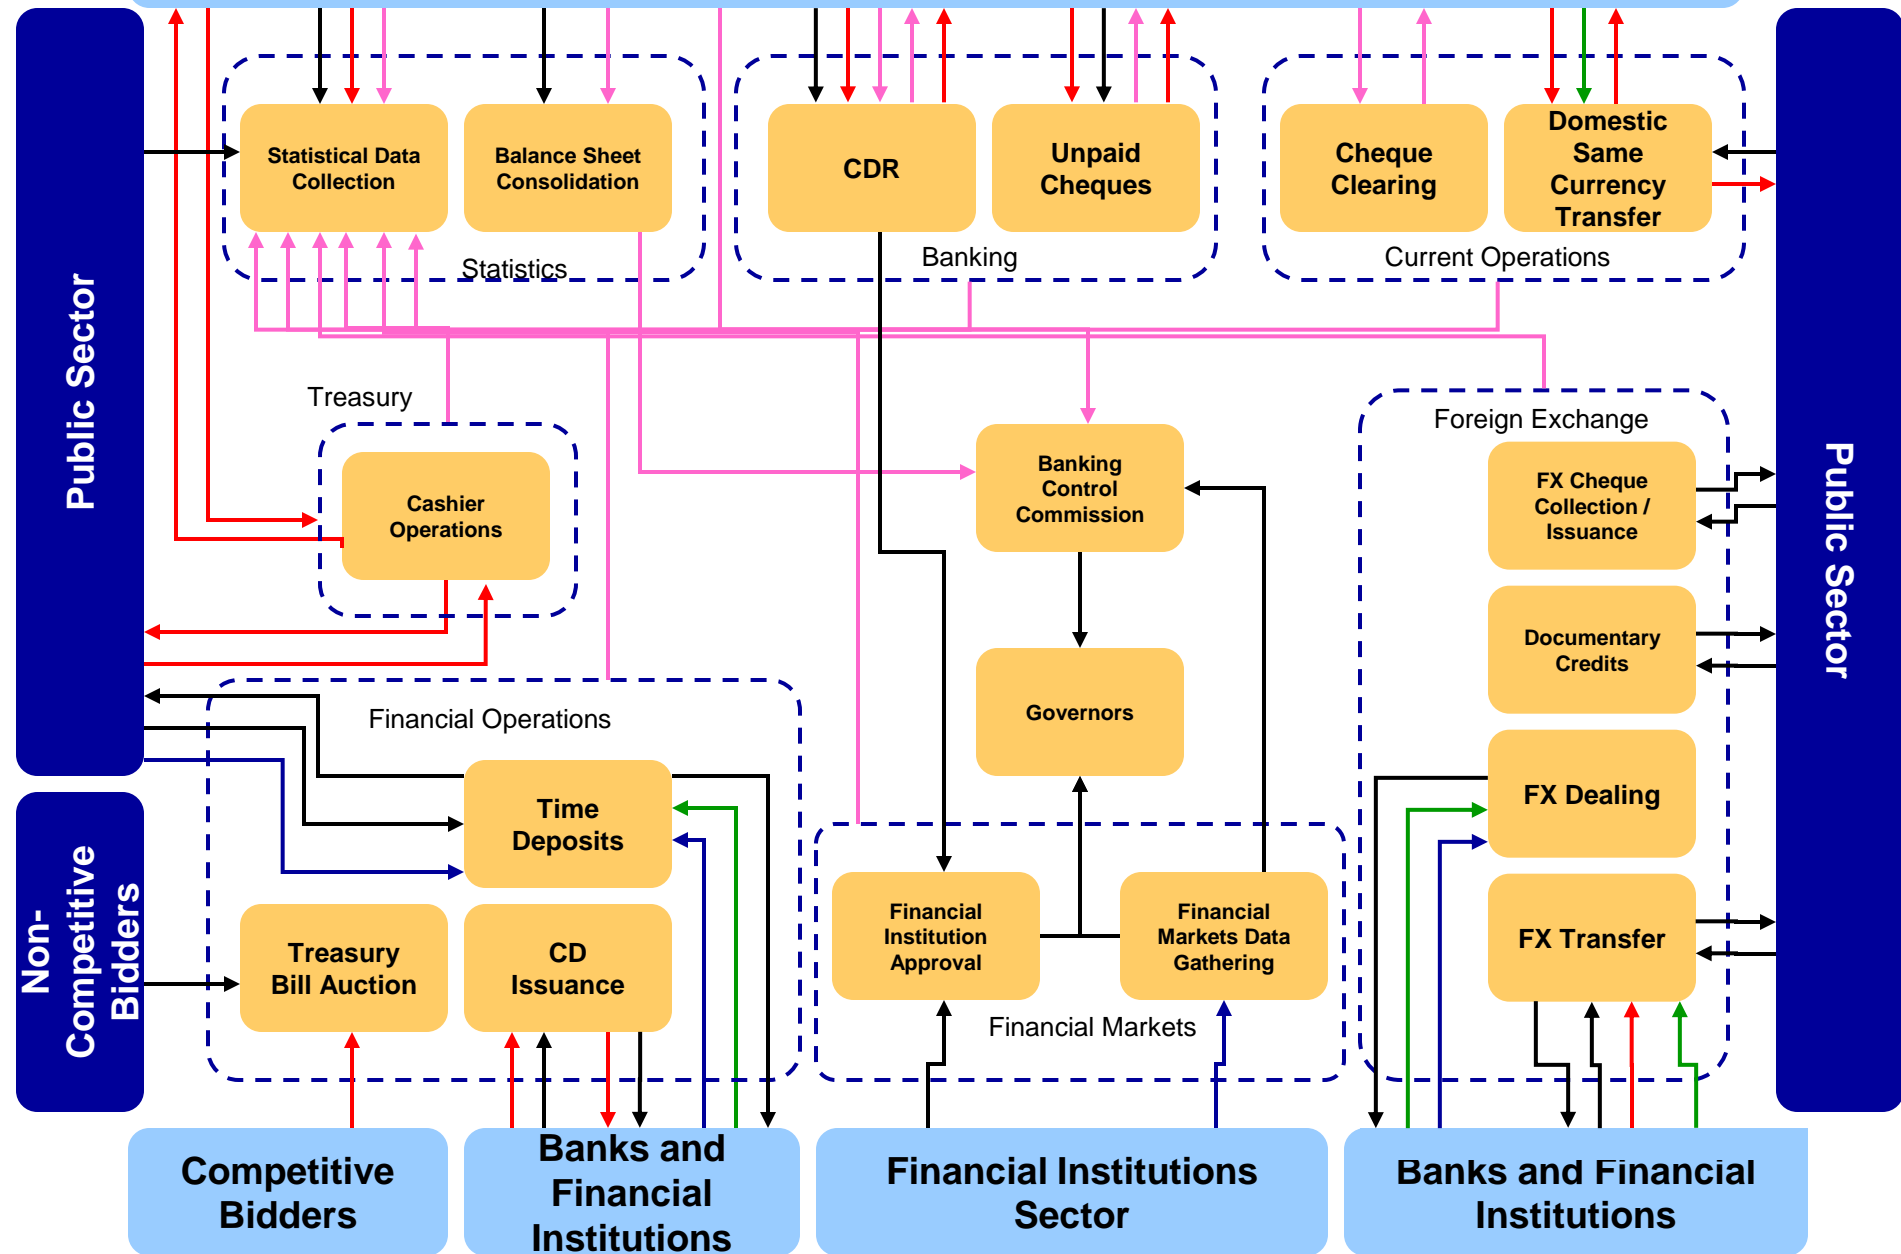 Statistical Data
Collection
Balance Sheet
Consolidation
CDR
Unpaid
Cheques
Cheque
Clearing
Domestic
Same
Currency
Transfer
Statistics
Banking
Current Operations
Public Sector
Treasury
Cashier
Operations
Banking
Control
Commission
Foreign Exchange
FX Cheque
Collection /
Issuance
Public Sector
Documentary
Credits
Governors
Financial Operations
Time
Deposits
FX Dealing
Non-
Competitive
Bidders
Treasury
Bill Auction
CD
Issuance
Financial
Institution
Approval
Financial
Markets Data
Gathering
FX Transfer
Financial Markets
Competitive
Bidders
Banks and
Financial
Institutions
Financial Institutions
Sector
Banks and Financial
Institutions